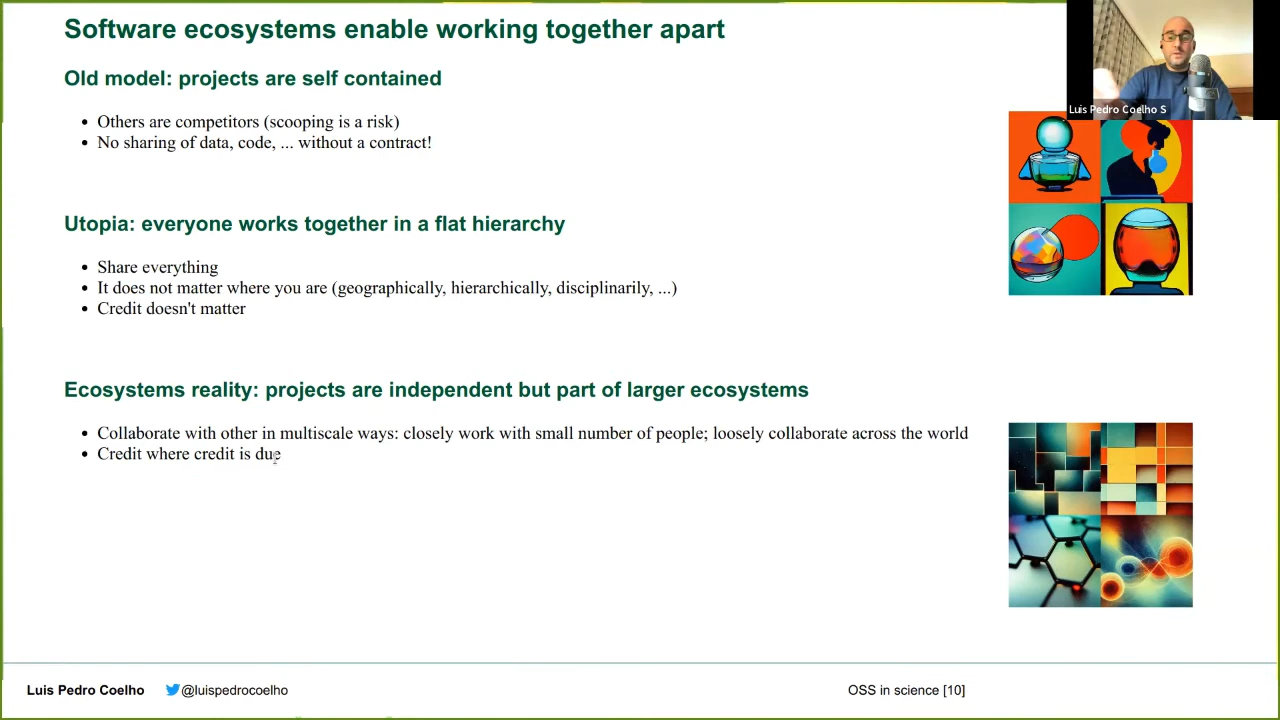 Software ecosystems enable working together apart
Old model: projects are self contained
Others are competitors (scooping is a risk)
No sharing of data, code, ... without a contract!
Utopia: everyone works together in a flat hierarchy
Share everything
It does not matter where you are (geographically, hierarchically, disciplinarily, ...)
Credit doesn't matter
Ecosystems reality: projects are independent but part of larger ecosystems
Collaborate with other in multiscale ways: closely work with small number of people; loosely collaborate across the world
Credit where credit is due
Luis Pedro Coelho S
Luis Pedro Coelho
@luispedrocoelho
OSS in science [10]